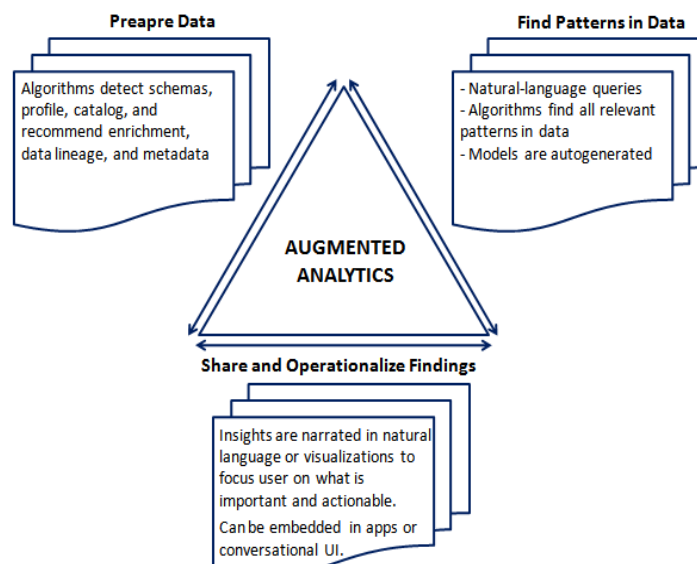 Preapre Data
Algorithms detect schemas,
profile, catalog, and
recommend enrichment,
data lineage, and metadata
Find Patterns in Data
- Natural-language queries
- Algorithms find all relevant
patterns in data
- Models are autogenerated
AUGMENTED
ANALYTICS
Share and Operationalize Findings
Insights are narrated in natural
language or visualizations to
focus user on what is
important and actionable.
Can be embedded in apps or
conversational UI.